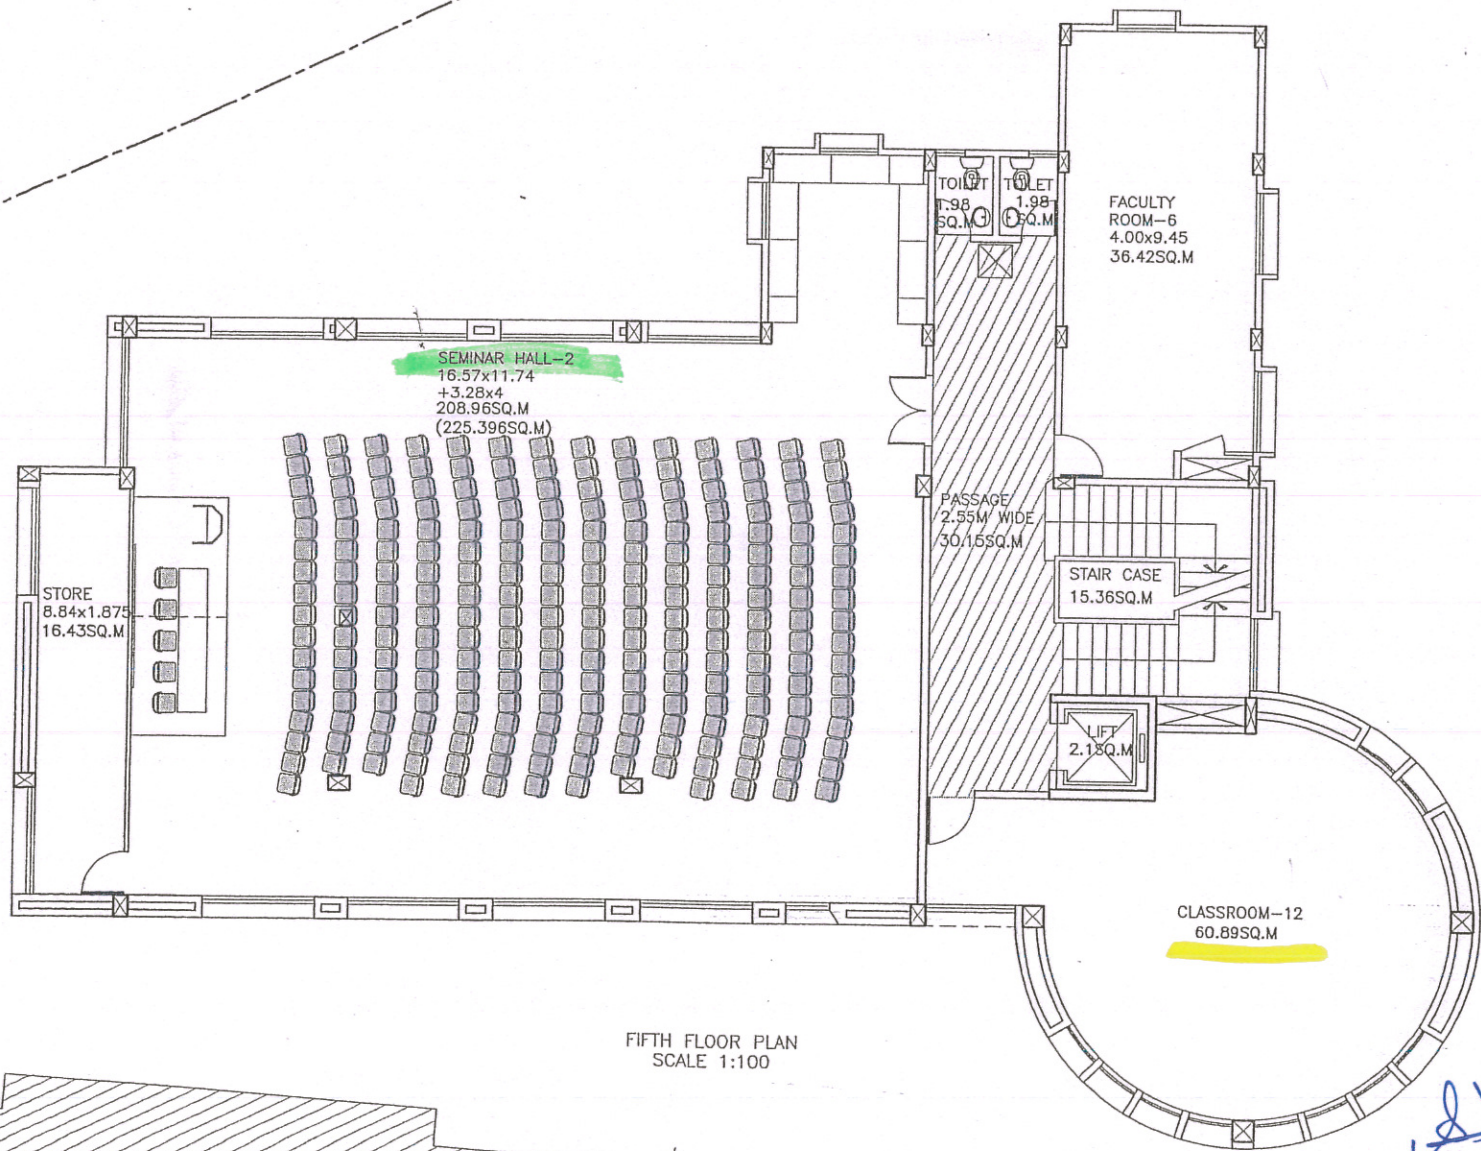 TOILET
1.98
SQ.M
TOILET
1.98
SQ.M
FACULTY
ROOM-6
4.00x9.45
36.42SQ.M
SEMINAR HALL-2
16.57x11.74
+3.28x4
208.96SQ.M
(225.396SQ.M)
PASSAGE
2.55M WIDE
30.15SQ.M
STAIR CASE
15.36SQ.M
STORE
8.84x1.875
16.43SQ.M
LIFT
2.1SQ.M
CLASSROOM-12
60.89SQ.M
FIFTH FLOOR PLAN
SCALE 1:100